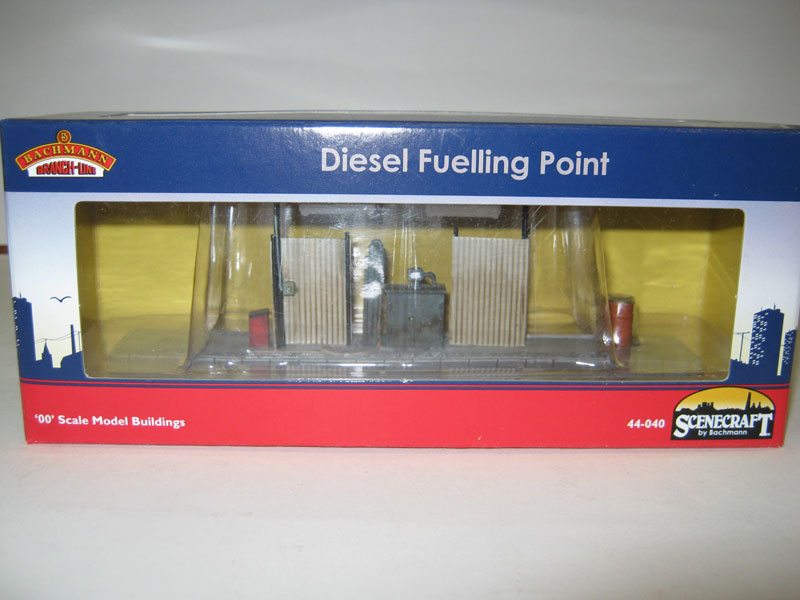 BACHMANN
BRANCH-LINE
Diesel Fuelling Point
'00' Scale Model Buildings
44-040
SCENECRAFT
by Bachmann